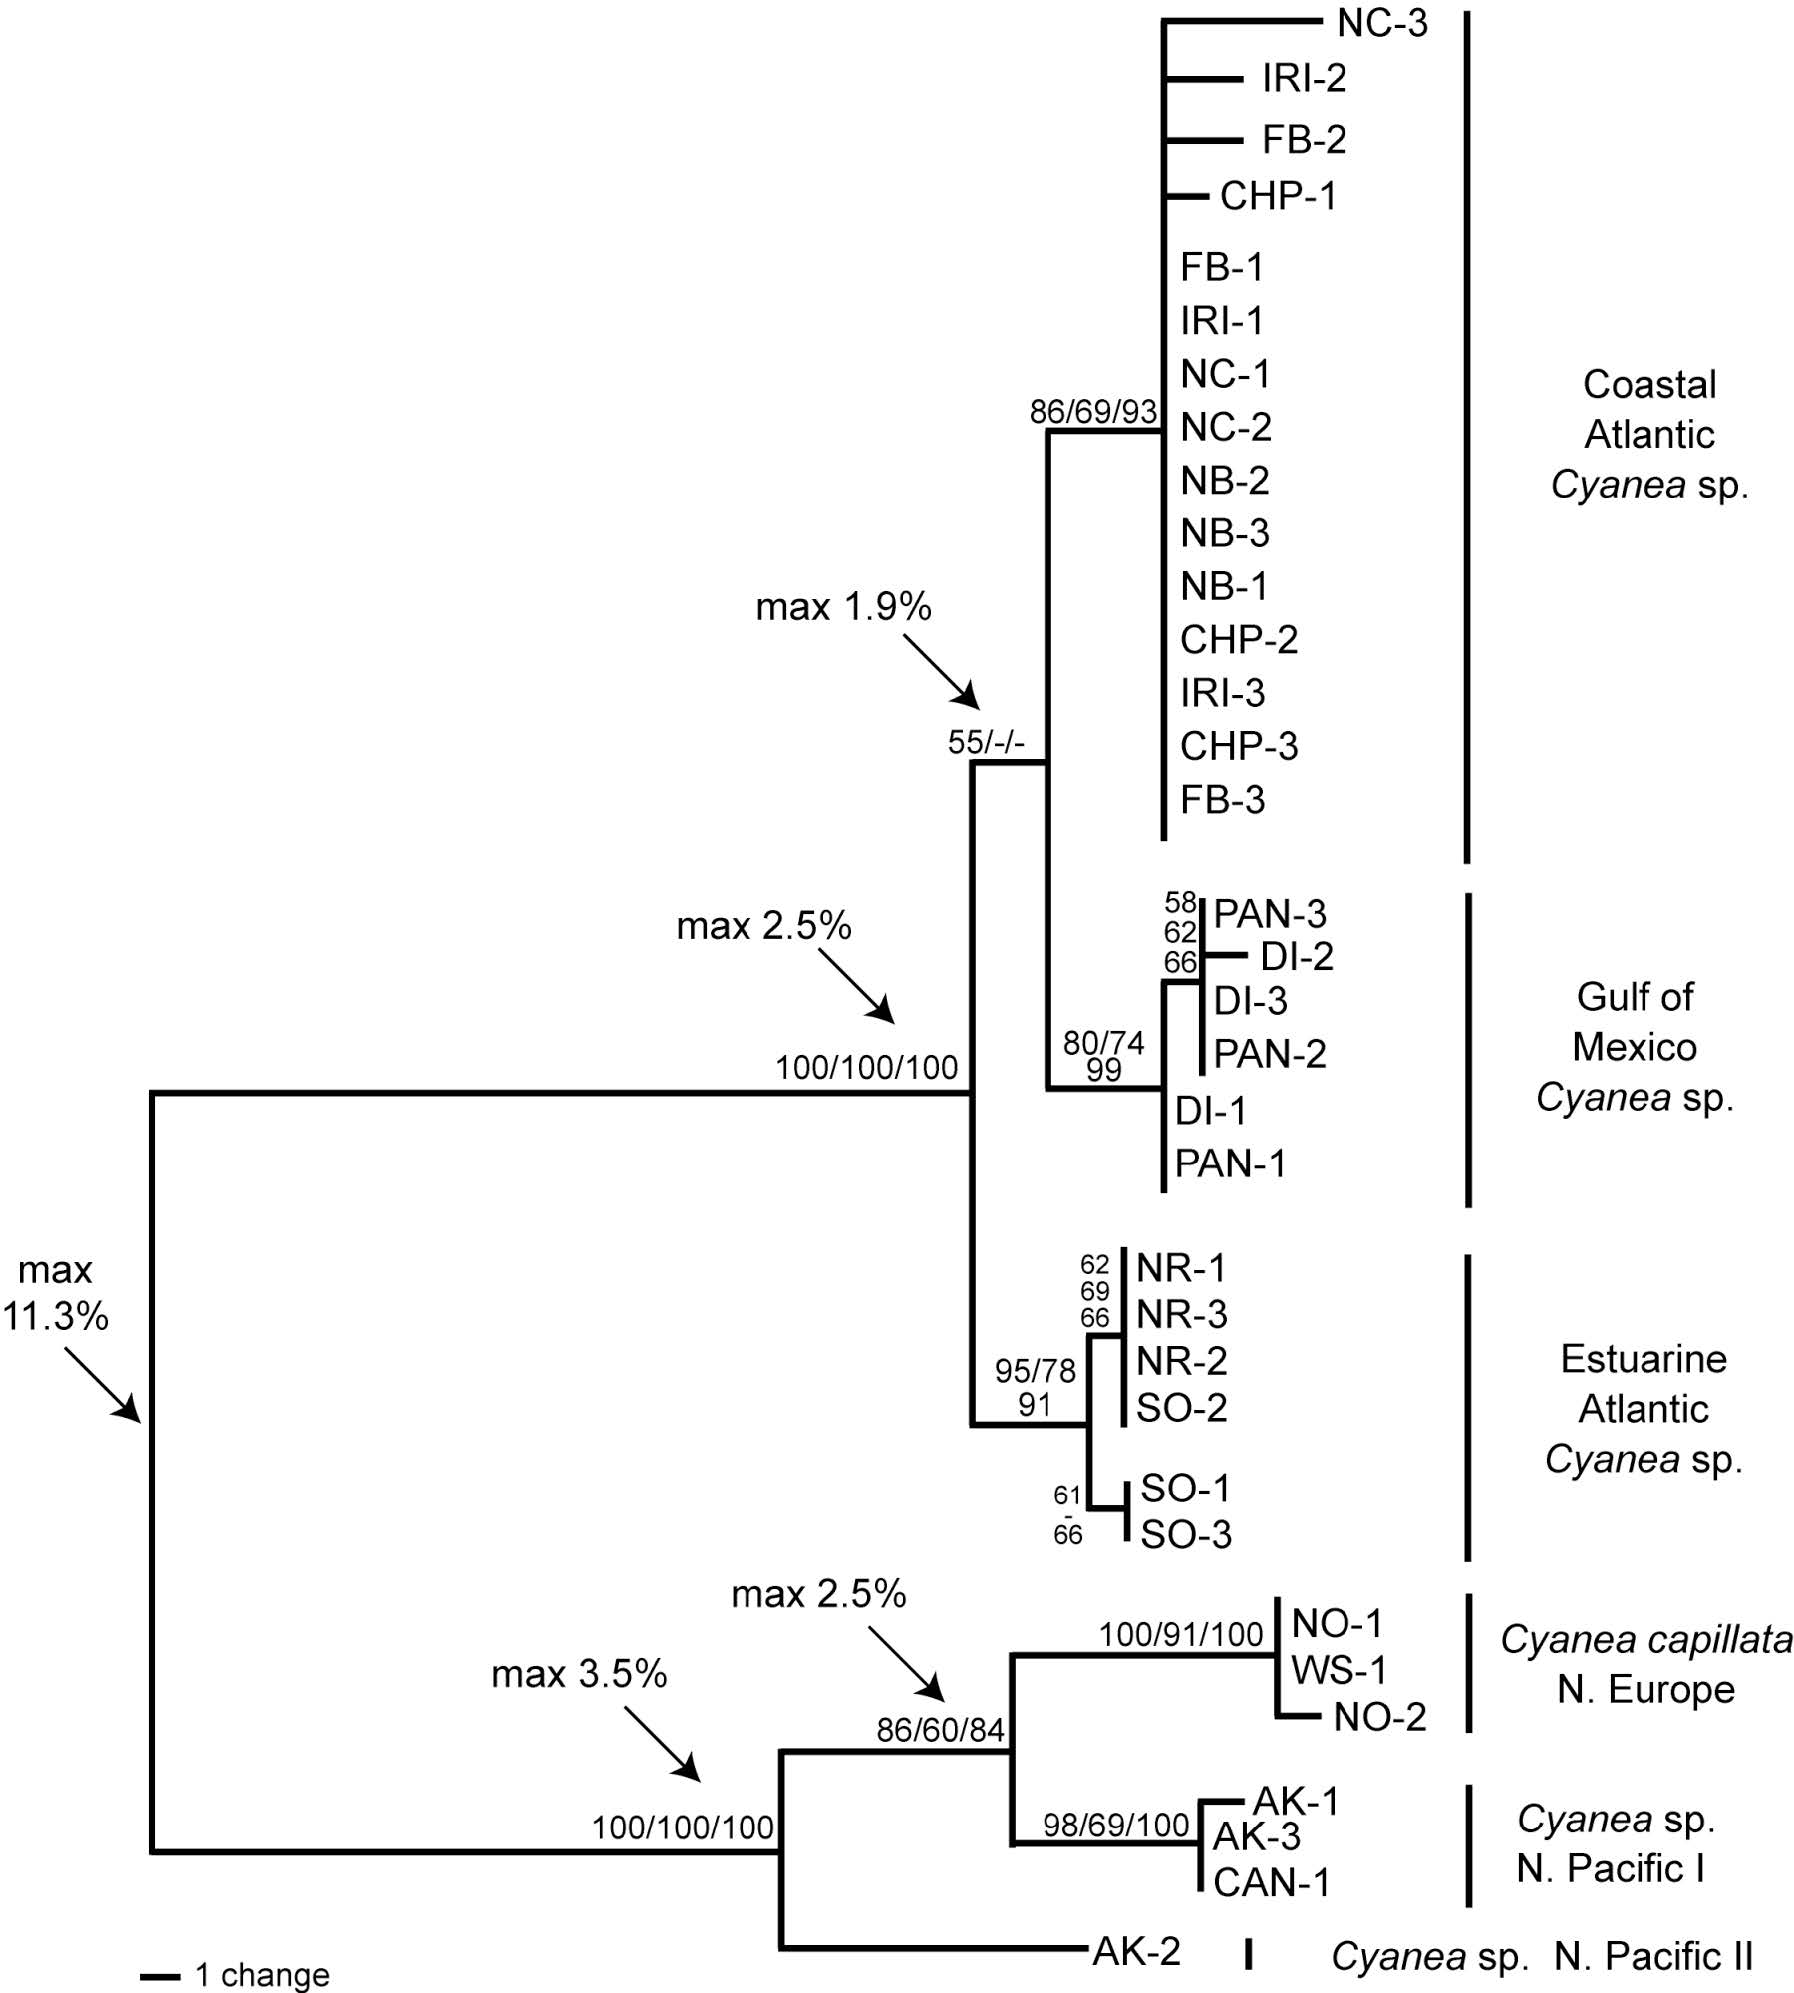 NC-3
IRI-2
FB-2
CHP-1
FB-1
IRI-1
NC-1
NC-2
NB-2
NB-3
NB-1
CHP-2
IRI-3
CHP-3
FB-3
86/69/93
Coastal
Atlantic
Cyanea sp.
max 1.9%
55/-/-
max 2.5%
100/100/100
58
62
66
PAN-3
DI-2
DI-3
PAN-2
80/74
99
DI-1
PAN-1
Gulf of
Mexico
Cyanea sp.
max
11.3%
62
69
66
NR-1
NR-3
NR-2
SO-2
95/78
91
61
-
66
SO-1
SO-3
Estuarine
Atlantic
Cyanea sp.
max 2.5%
max 3.5%
100/91/100
NO-1
WS-1
NO-2
Cyanea capillata
N. Europe
86/60/84
98/69/100
AK-1
AK-3
CAN-1
Cyanea sp.
N. Pacific I
100/100/100
AK-2
Cyanea sp. N. Pacific II
1 change